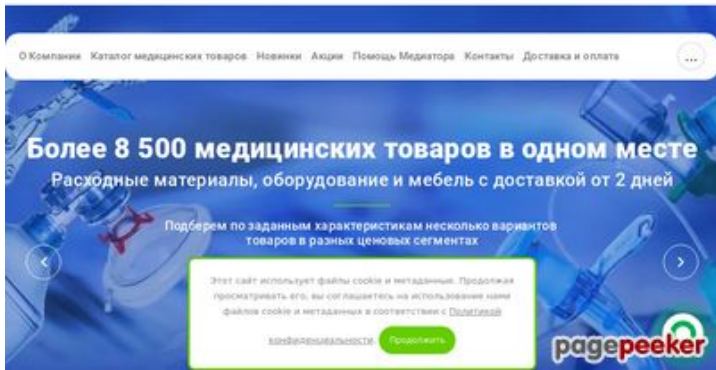 О Компании Каталог медицинских товаров Новинки Акции Помощь Медиатора Контакты Доставка и оплата ...
Более 8 500 медицинских товаров в одном месте
Расходные материалы, оборудование и мебель с доставкой от 2 дней
Подберем по заданным характеристикам несколько вариантов
товаров в разных ценовых сегментах
Этот сайт использует файлы cookie и метаданные. Продолжая
просматривать его, вы соглашаетесь на использование нами
файлов cookie и метаданных в соответствии с Политикой
конфиденциальности. Продолжить
pagepeeker